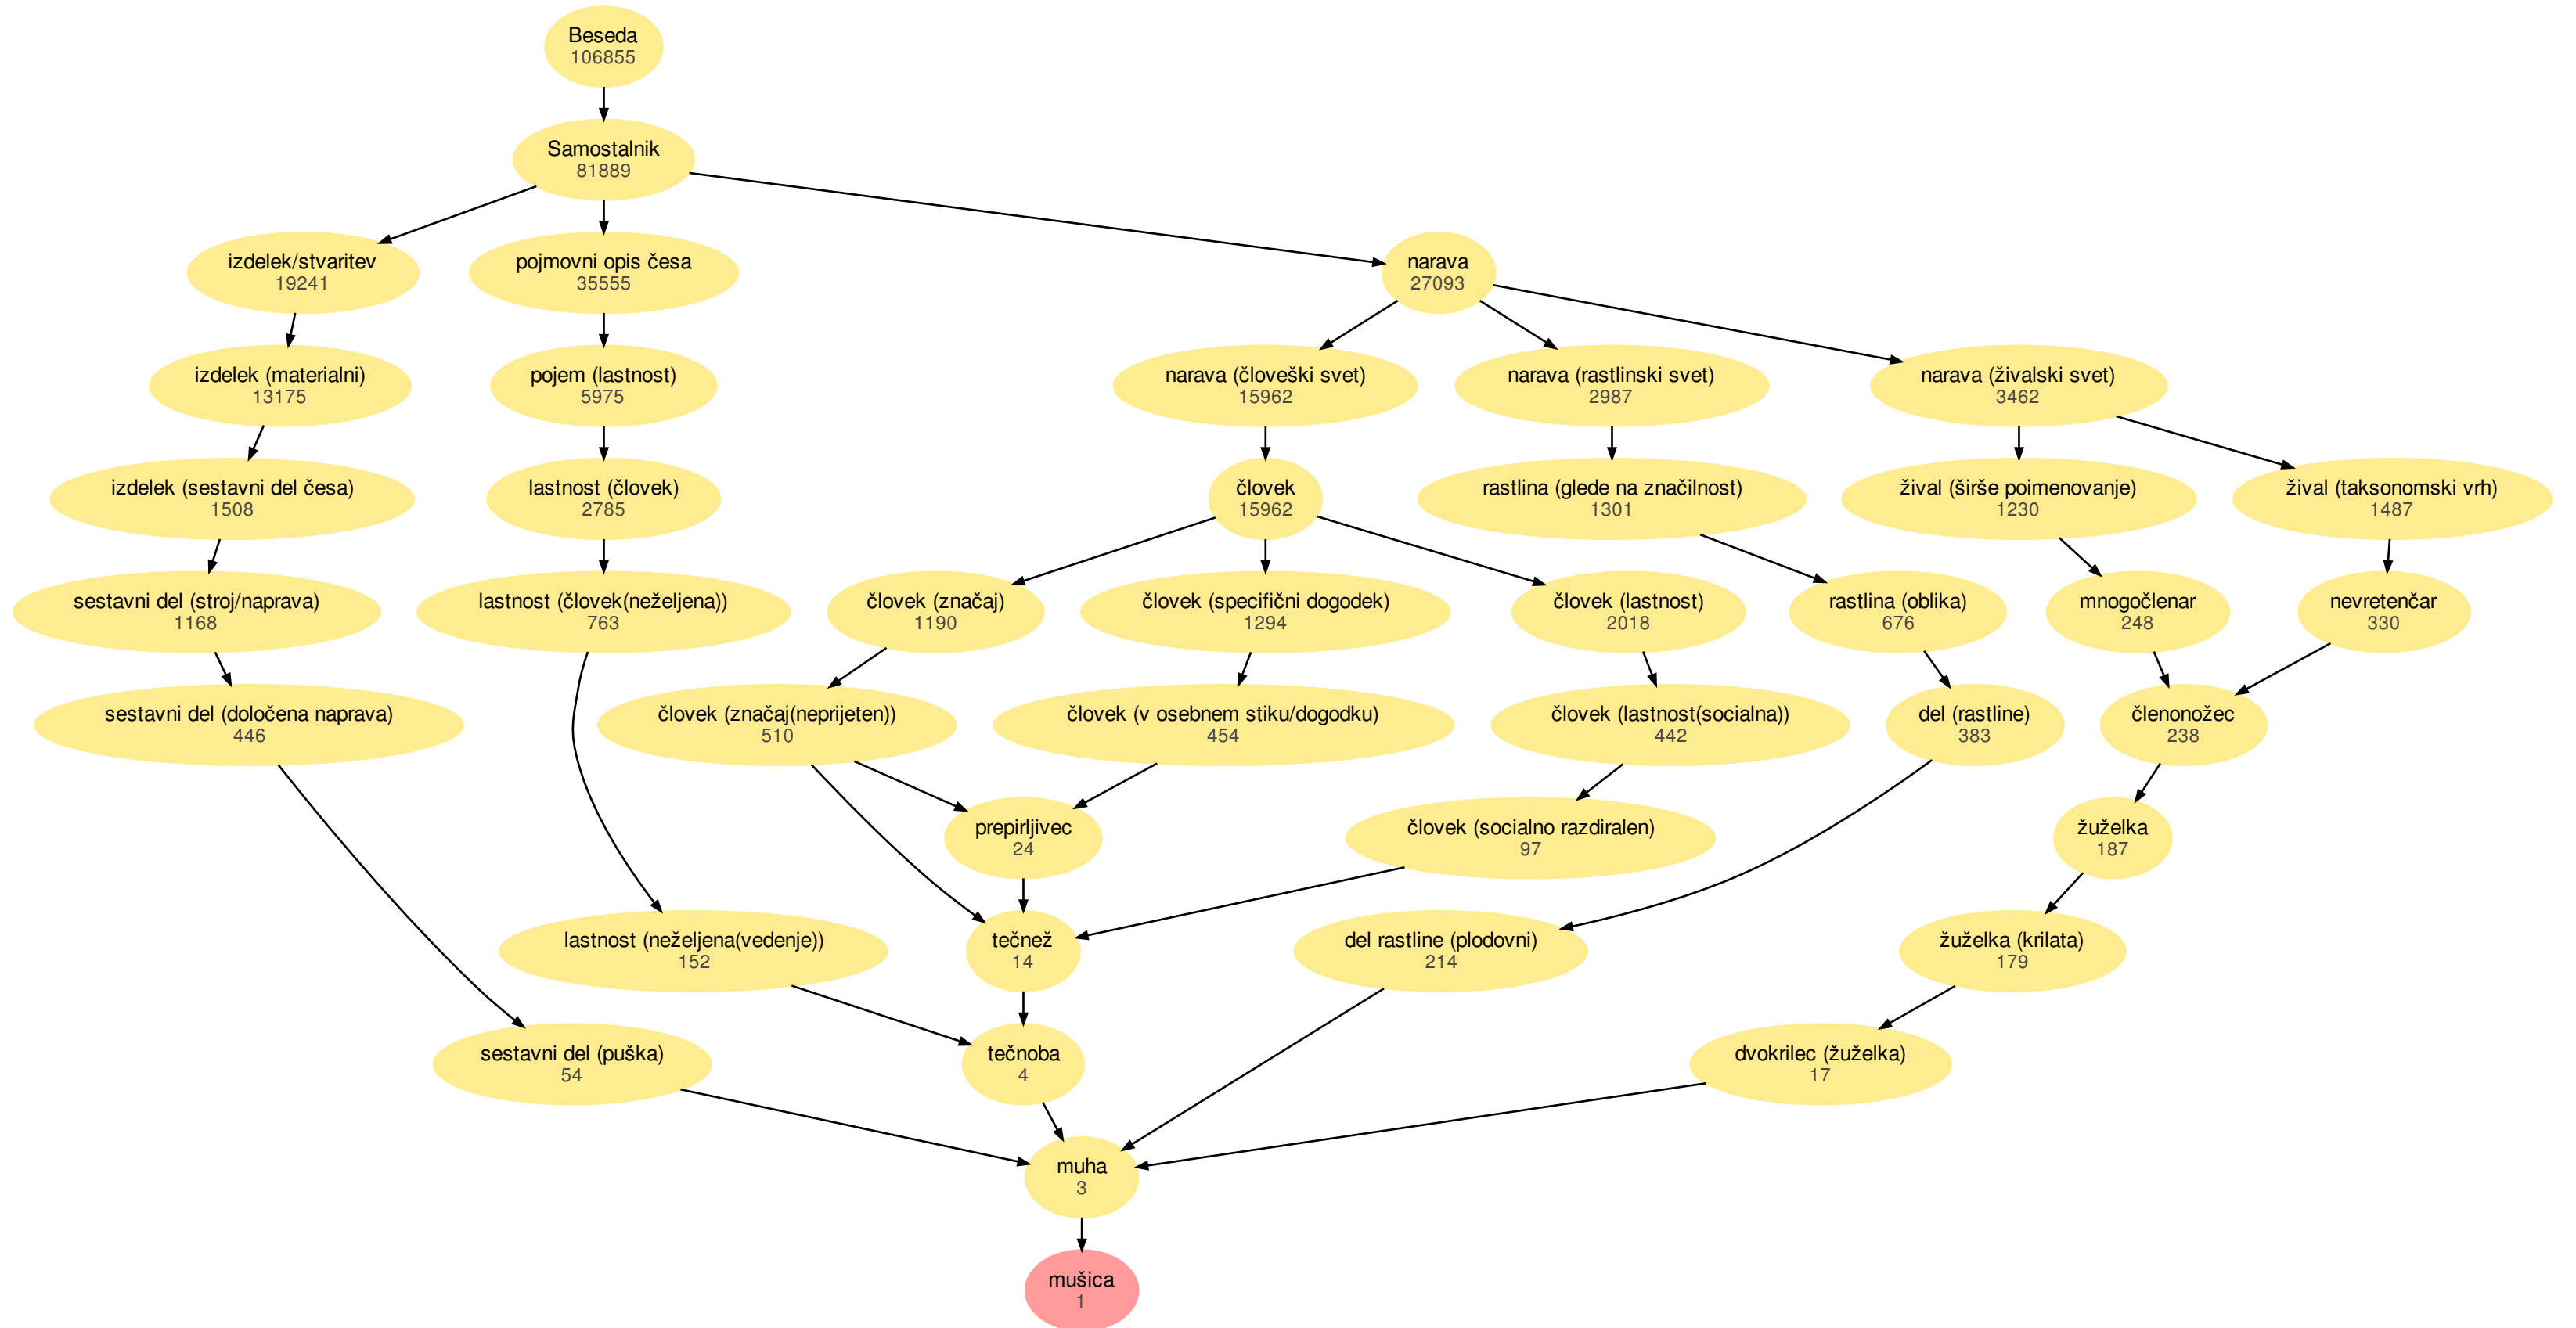 Beseda
106855
Samostalnik
81889
izdelek/stvaritev
19241
pojmovni opis česa
35555
narava
27093
izdelek (materialni)
13175
pojem (lastnost)
5975
narava (človeški svet)
15962
narava (rastlinski svet)
2987
narava (živalski svet)
3462
izdelek (sestavni del česa)
1508
lastnost (človek)
2785
človek
15962
rastlina (glede na značilnost)
1301
žival (širše poimenovanje)
1230
žival (taksonomski vrh)
1487
sestavni del (stroj/naprava)
1168
lastnost (človek(neželjena))
763
človek (značaj)
1190
človek (specifični dogodek)
1294
človek (lastnost)
2018
rastlina (oblika)
676
mnogočlenar
248
nevretenčar
330
sestavni del (določena naprava)
446
človek (značaj(neprijeten))
510
človek (v osebnem stiku/dogodku)
454
človek (lastnost(socialna))
442
del (rastline)
383
členonožec
238
prepirljivec
24
človek (socialno razdiralen)
97
žuželka
187
lastnost (neželjena(vedenje))
152
tečnež
14
del rastline (plodovni)
214
žuželka (krilata)
179
sestavni del (puška)
54
tečnoba
4
dvokrilec (žuželka)
17
muha
3
mušica
1